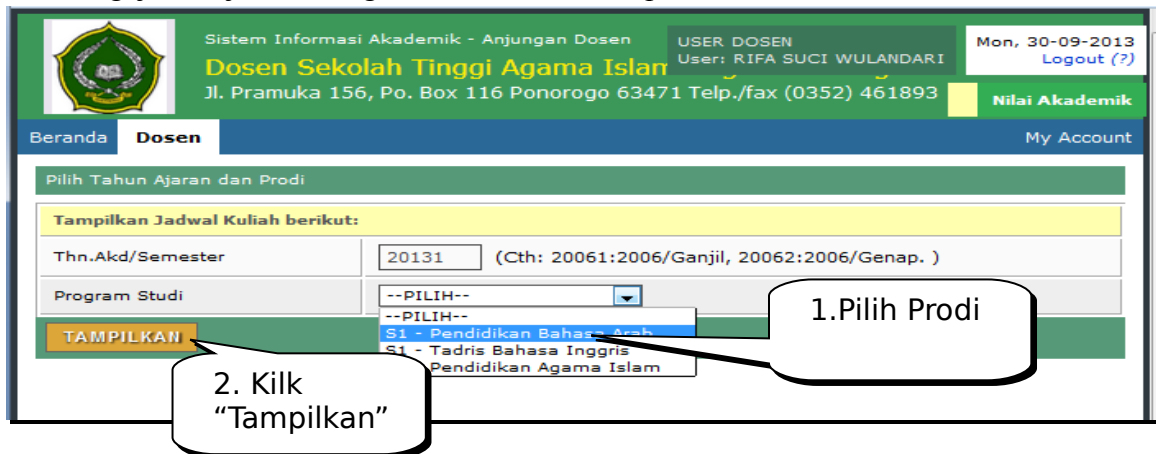 Sistem Informasi Akademik - Anjungan Dosen
USER DOSEN
User: RIFA SUCI WULANDARI
Mon, 30-09-2013
Logout (?)
Dosen Sekolah Tinggi Agama Islam
Jl. Pramuka 156, Po. Box 116 Ponorogo 63471 Telp./fax (0352) 461893
Nilai Akademik
Beranda Dosen My Account
Pilih Tahun Ajaran dan Prodi
Tampilkan Jadwal Kuliah berikut:
Thn.Akd/Semester 20131 (Cth: 20061:2006/Ganjil, 20062:2006/Genap. )
Program Studi --PILIH--
--PILIH--
S1 - Pendidikan Bahasa Arab
S1 - Tadris Bahasa Inggris
Pendidikan Agama Islam
TAMPILKAN
1.Pilih Prodi
2. Kilk
“Tampilkan”